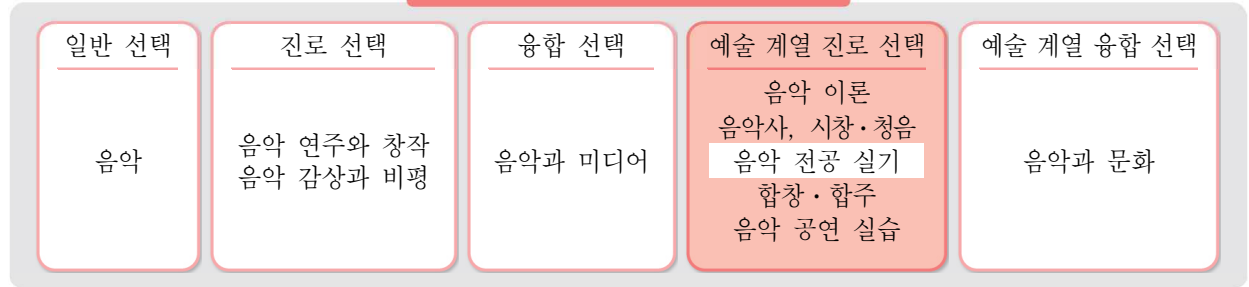 일반 선택
음악
진로 선택
음악 연주와 창작
음악 감상과 비평
융합 선택
음악과 미디어
예술 계열 진로 선택
음악 이론
음악사, 시창・청음
음악 전공 실기
합창・합주
음악 공연 실습
예술 계열 융합 선택
음악과 문화